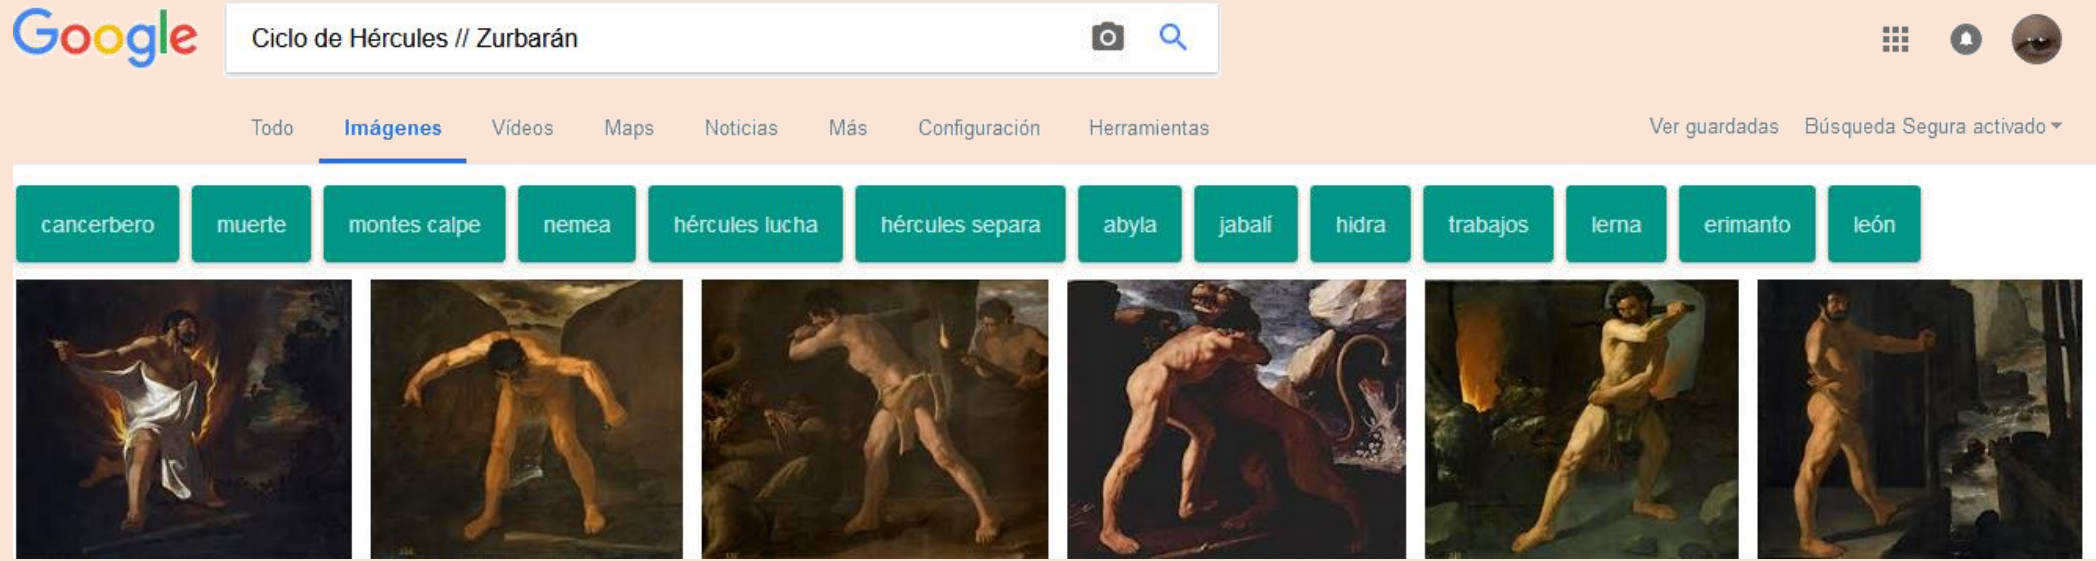 Google
Ciclo de Hércules // Zurbarán
Todo Imágenes Vídeos Maps Noticias Más Configuración Herramientas Ver guardadas Búsqueda Segura activado
cancerbero muerte montes calpe nemea hércules lucha hércules separa abyla jabalí hidra trabajos lerna erimanto león